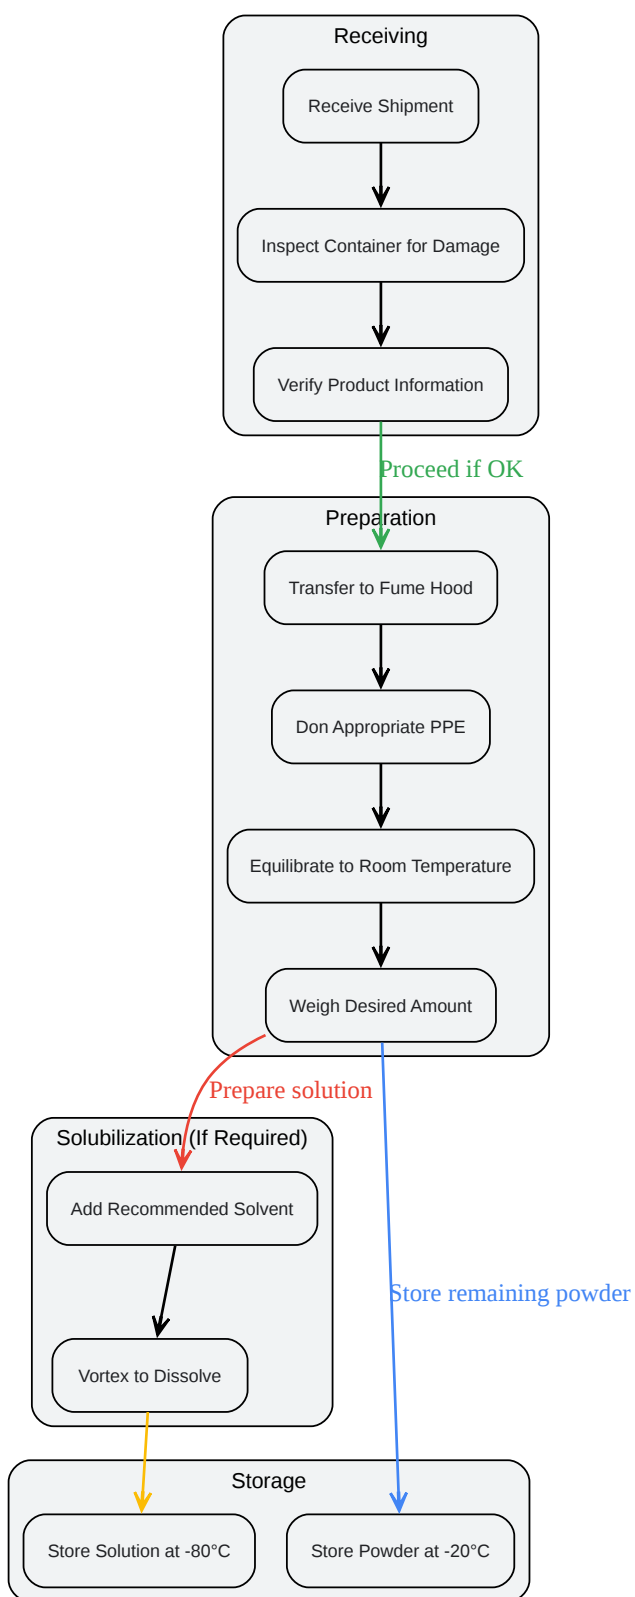 Receiving
Receive Shipment
Inspect Container for Damage
Verify Product Information
Proceed if OK
Preparation
Transfer to Fume Hood
Don Appropriate PPE
Equilibrate to Room Temperature
Weigh Desired Amount
Prepare solution
Solubilization (If Required)
Add Recommended Solvent
Store remaining powder
Vortex to Dissolve
Storage
Store Solution at -80°C
Store Powder at -20°C